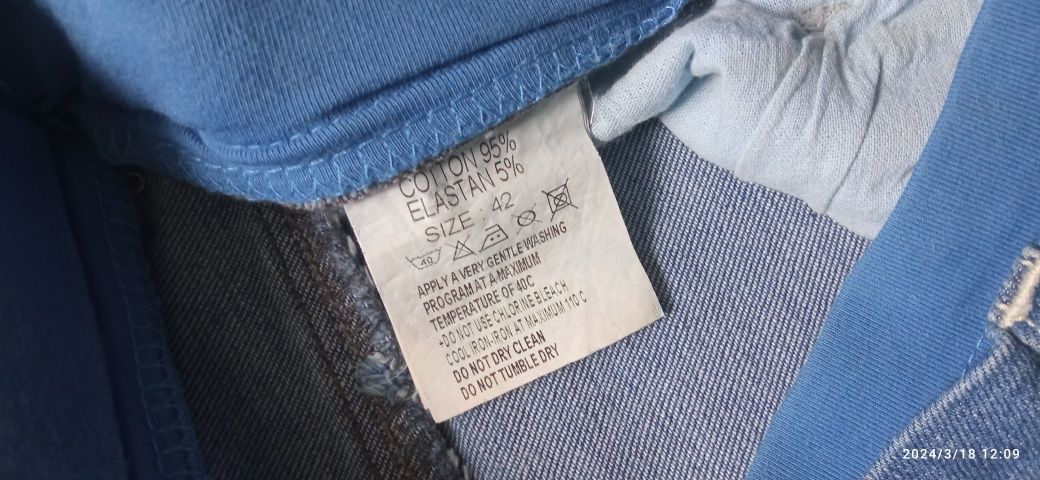 COTTON 95%
ELASTAN 5%
SIZE : 42
40
APPLY A VERY GENTLE WASHING
PROGRAM AT A MAXIMUM
TEMPERATURE OF 40C
-DO NOT USE CHLORINE BLEACH
COOL IRON-IRON AT MAXIMUM 110 C
DO NOT DRY CLEAN
DO NOT TUMBLE DRY
2024/3/18 12:09